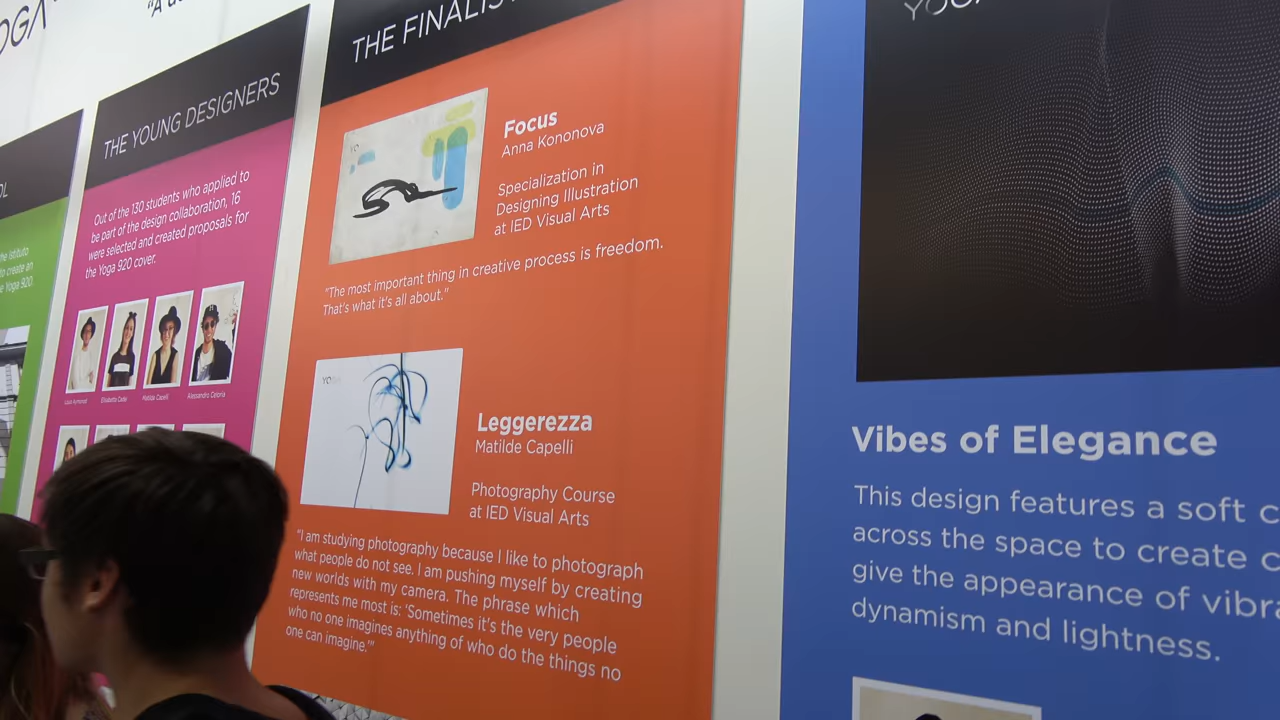 THE YOUNG DESIGNERS
Out of the 130 students who applied to
be part of the design collaboration, 16
were selected and created proposals for
the Yoga 920 cover.
Matilde Capelli
Alessandro Celoria
THE FINALIS
Focus
Anna Kononova
Specialization in
Designing Illustration
at IED Visual Arts
"The most important thing in creative process is freedom.
That's what it's all about."
YOGA
Leggerezza
Matilde Capelli
Photography Course
at IED Visual Arts
"I am studying photography because I like to photograph
what people do not see. I am pushing myself by creating
new worlds with my camera. The phrase which
represents me most is: 'Sometimes it's the very people
who no one imagines anything of who do the things no
one can imagine.'"
Vibes of Elegance
This design features a soft
across the space to create
give the appearance of
dynamism and lightness.